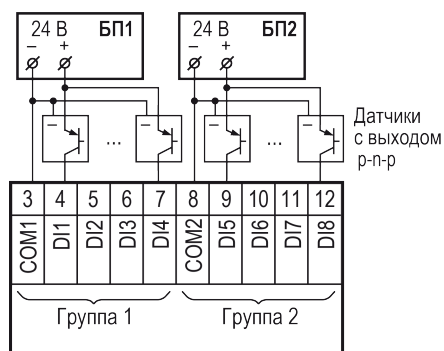 24 В БП1
– +
24 В БП2
– +
– ... – – ... –
Датчики
с выходом
p-n-p
3 4 5 6 7 8 9 10 11 12
COM1 DI1 DI2 DI3 DI4 COM2 DI5 DI6 DI7 DI8
Группа 1 Группа 2